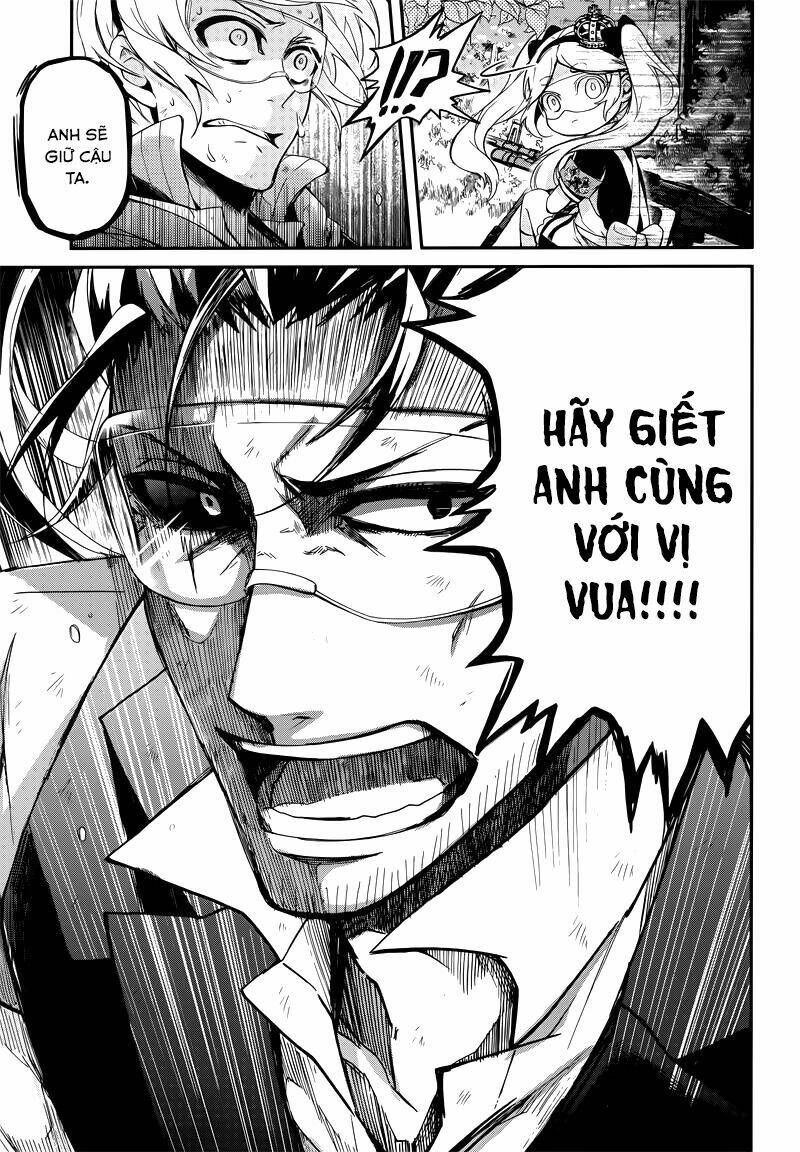 !!?
ANH SẼ
GIỮ CẬU
TA.
HÃY GIẾT
ANH CÙNG
VỚI VỊ
VUA!!!!